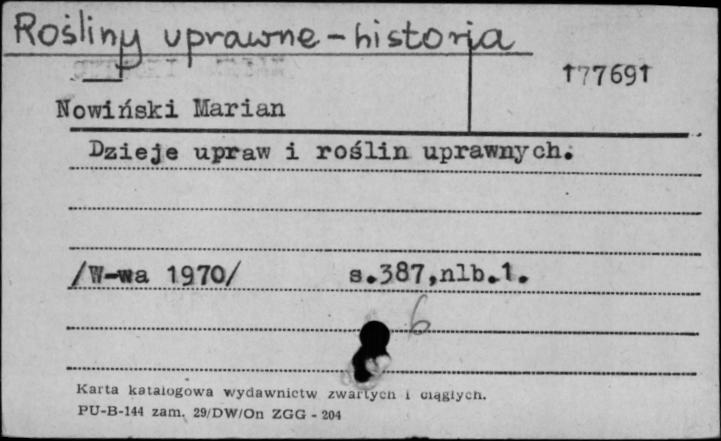 Rośliny uprawne - historia
177691
Nowiński Marian
Dzieje upraw i roślin uprawnych.
/W-wa 1970/ s.387,nlb.1.
6
Karta katalogowa wydawnictw zwartych i ciągłych.
PU-B-144 zam. 29/DW/On ZGG - 204